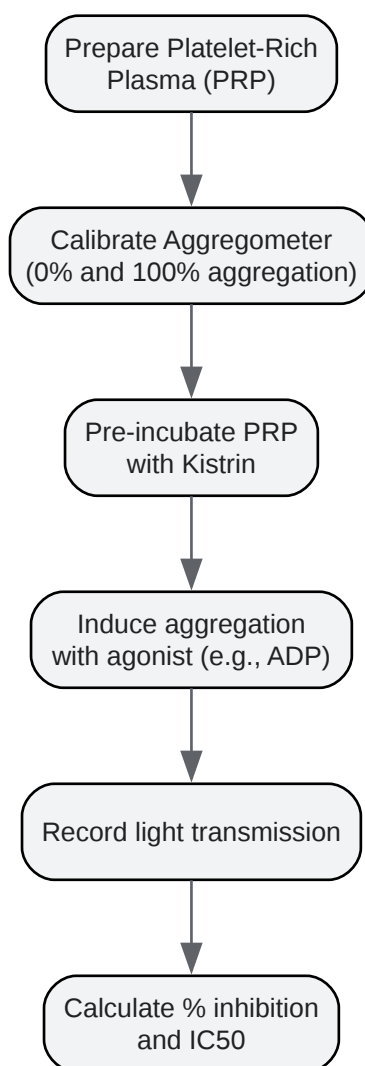 Prepare Platelet-Rich
Plasma (PRP)
Calibrate Aggregometer
(0% and 100% aggregation)
Pre-incubate PRP
with Kistrin
Induce aggregation
with agonist (e.g., ADP)
Record light transmission
Calculate % inhibition
and IC50